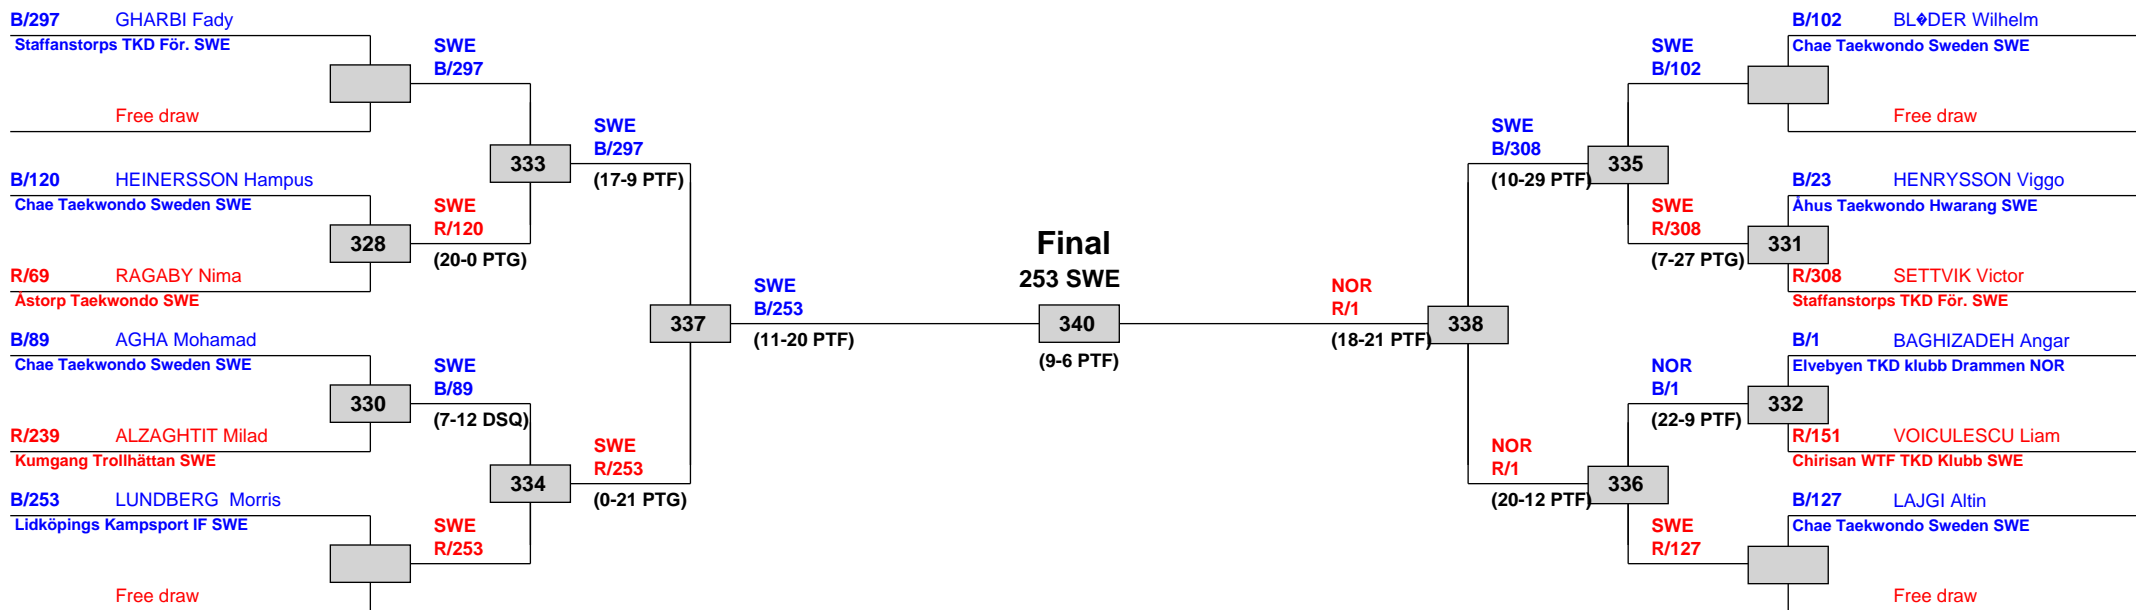 B/297 GHARBI Fady
Staffanstorps TKD För. SWE
Free draw
B/120 HEINERSSON Hampus
Chae Taekwondo Sweden SWE
328
R/69 RAGABY Nima
Åstorp Taekwondo SWE
B/89 AGHA Mohamad
Chae Taekwondo Sweden SWE
330
R/239 ALZAGHTIT Milad
Kumgang Trollhättan SWE
B/253 LUNDBERG Morris
Lidköpings Kampsport IF SWE
Free draw
SWE
B/297
333
SWE
R/120
(20-0 PTG)
SWE
B/89
(7-12 DSQ)
334
SWE
R/253
SWE
B/297
(17-9 PTF)
337
SWE
R/253
(0-21 PTG)
SWE
B/253
(11-20 PTF)
Final
253 SWE
340
(9-6 PTF)
NOR
R/1
(18-21 PTF)
338
SWE
B/308
(10-29 PTF)
NOR
R/1
(20-12 PTF)
335
336
SWE
B/102
SWE
R/308
(7-27 PTG)
NOR
B/1
(22-9 PTF)
SWE
R/127
B/102 BL�DER Wilhelm
Chae Taekwondo Sweden SWE
Free draw
B/23 HENRYSSON Viggo
Åhus Taekwondo Hwarang SWE
331
R/308 SETTVIK Victor
Staffanstorps TKD För. SWE
B/1 BAGHIZADEH Angar
Elvebyen TKD klubb Drammen NOR
332
R/151 VOICULESCU Liam
Chirisan WTF TKD Klubb SWE
B/127 LAJGI Altin
Chae Taekwondo Sweden SWE
Free draw